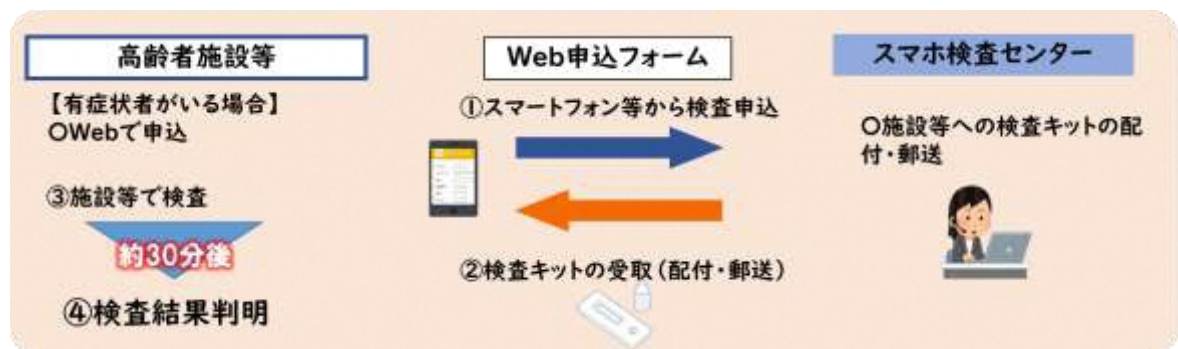 高齢者施設等
【有症状者がいる場合】
〇Webで申込
③施設等で検査
約30分後
④検査結果判明
Web申込フォーム
①スマートフォン等から検査申込
②検査キットの受取(配付・郵送)
スマホ検査センター
〇施設等への検査キットの配
付・郵送